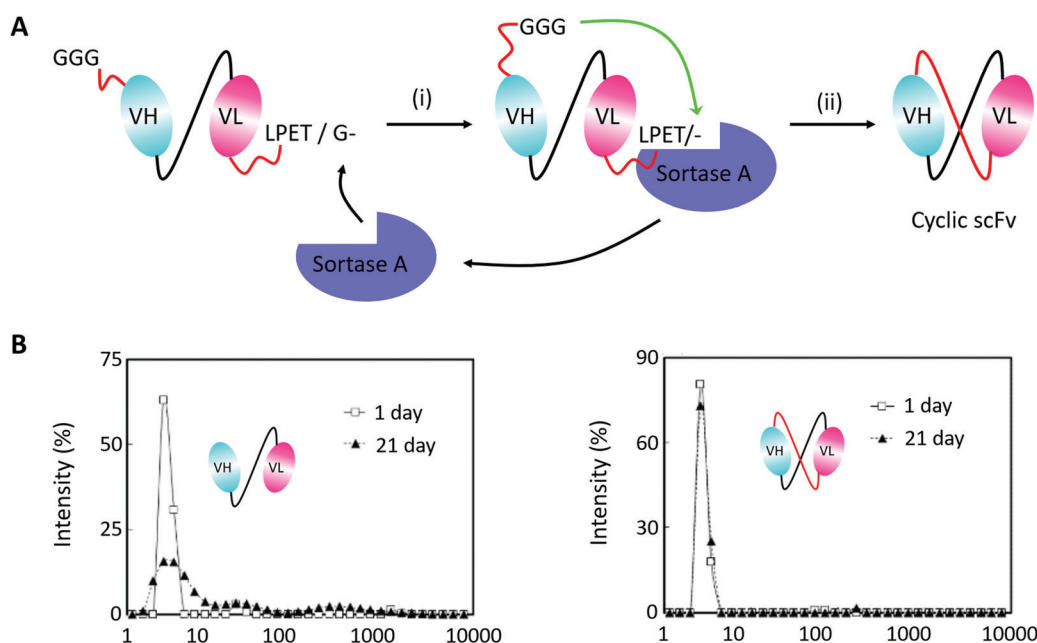 A
GGG
VH
VL
LPET / G-
(i)
Sortase A
GGG
VH
VL
LPET/-
Sortase A
(ii)
VH
VL
Cyclic scFv
B
Intensity (%)
75
50
25
0
1 10 100 1000 10000
1 day
21 day
VH
VL
Intensity (%)
90
60
30
0
1 10 100 1000 10000
1 day
21 day
VH
VL